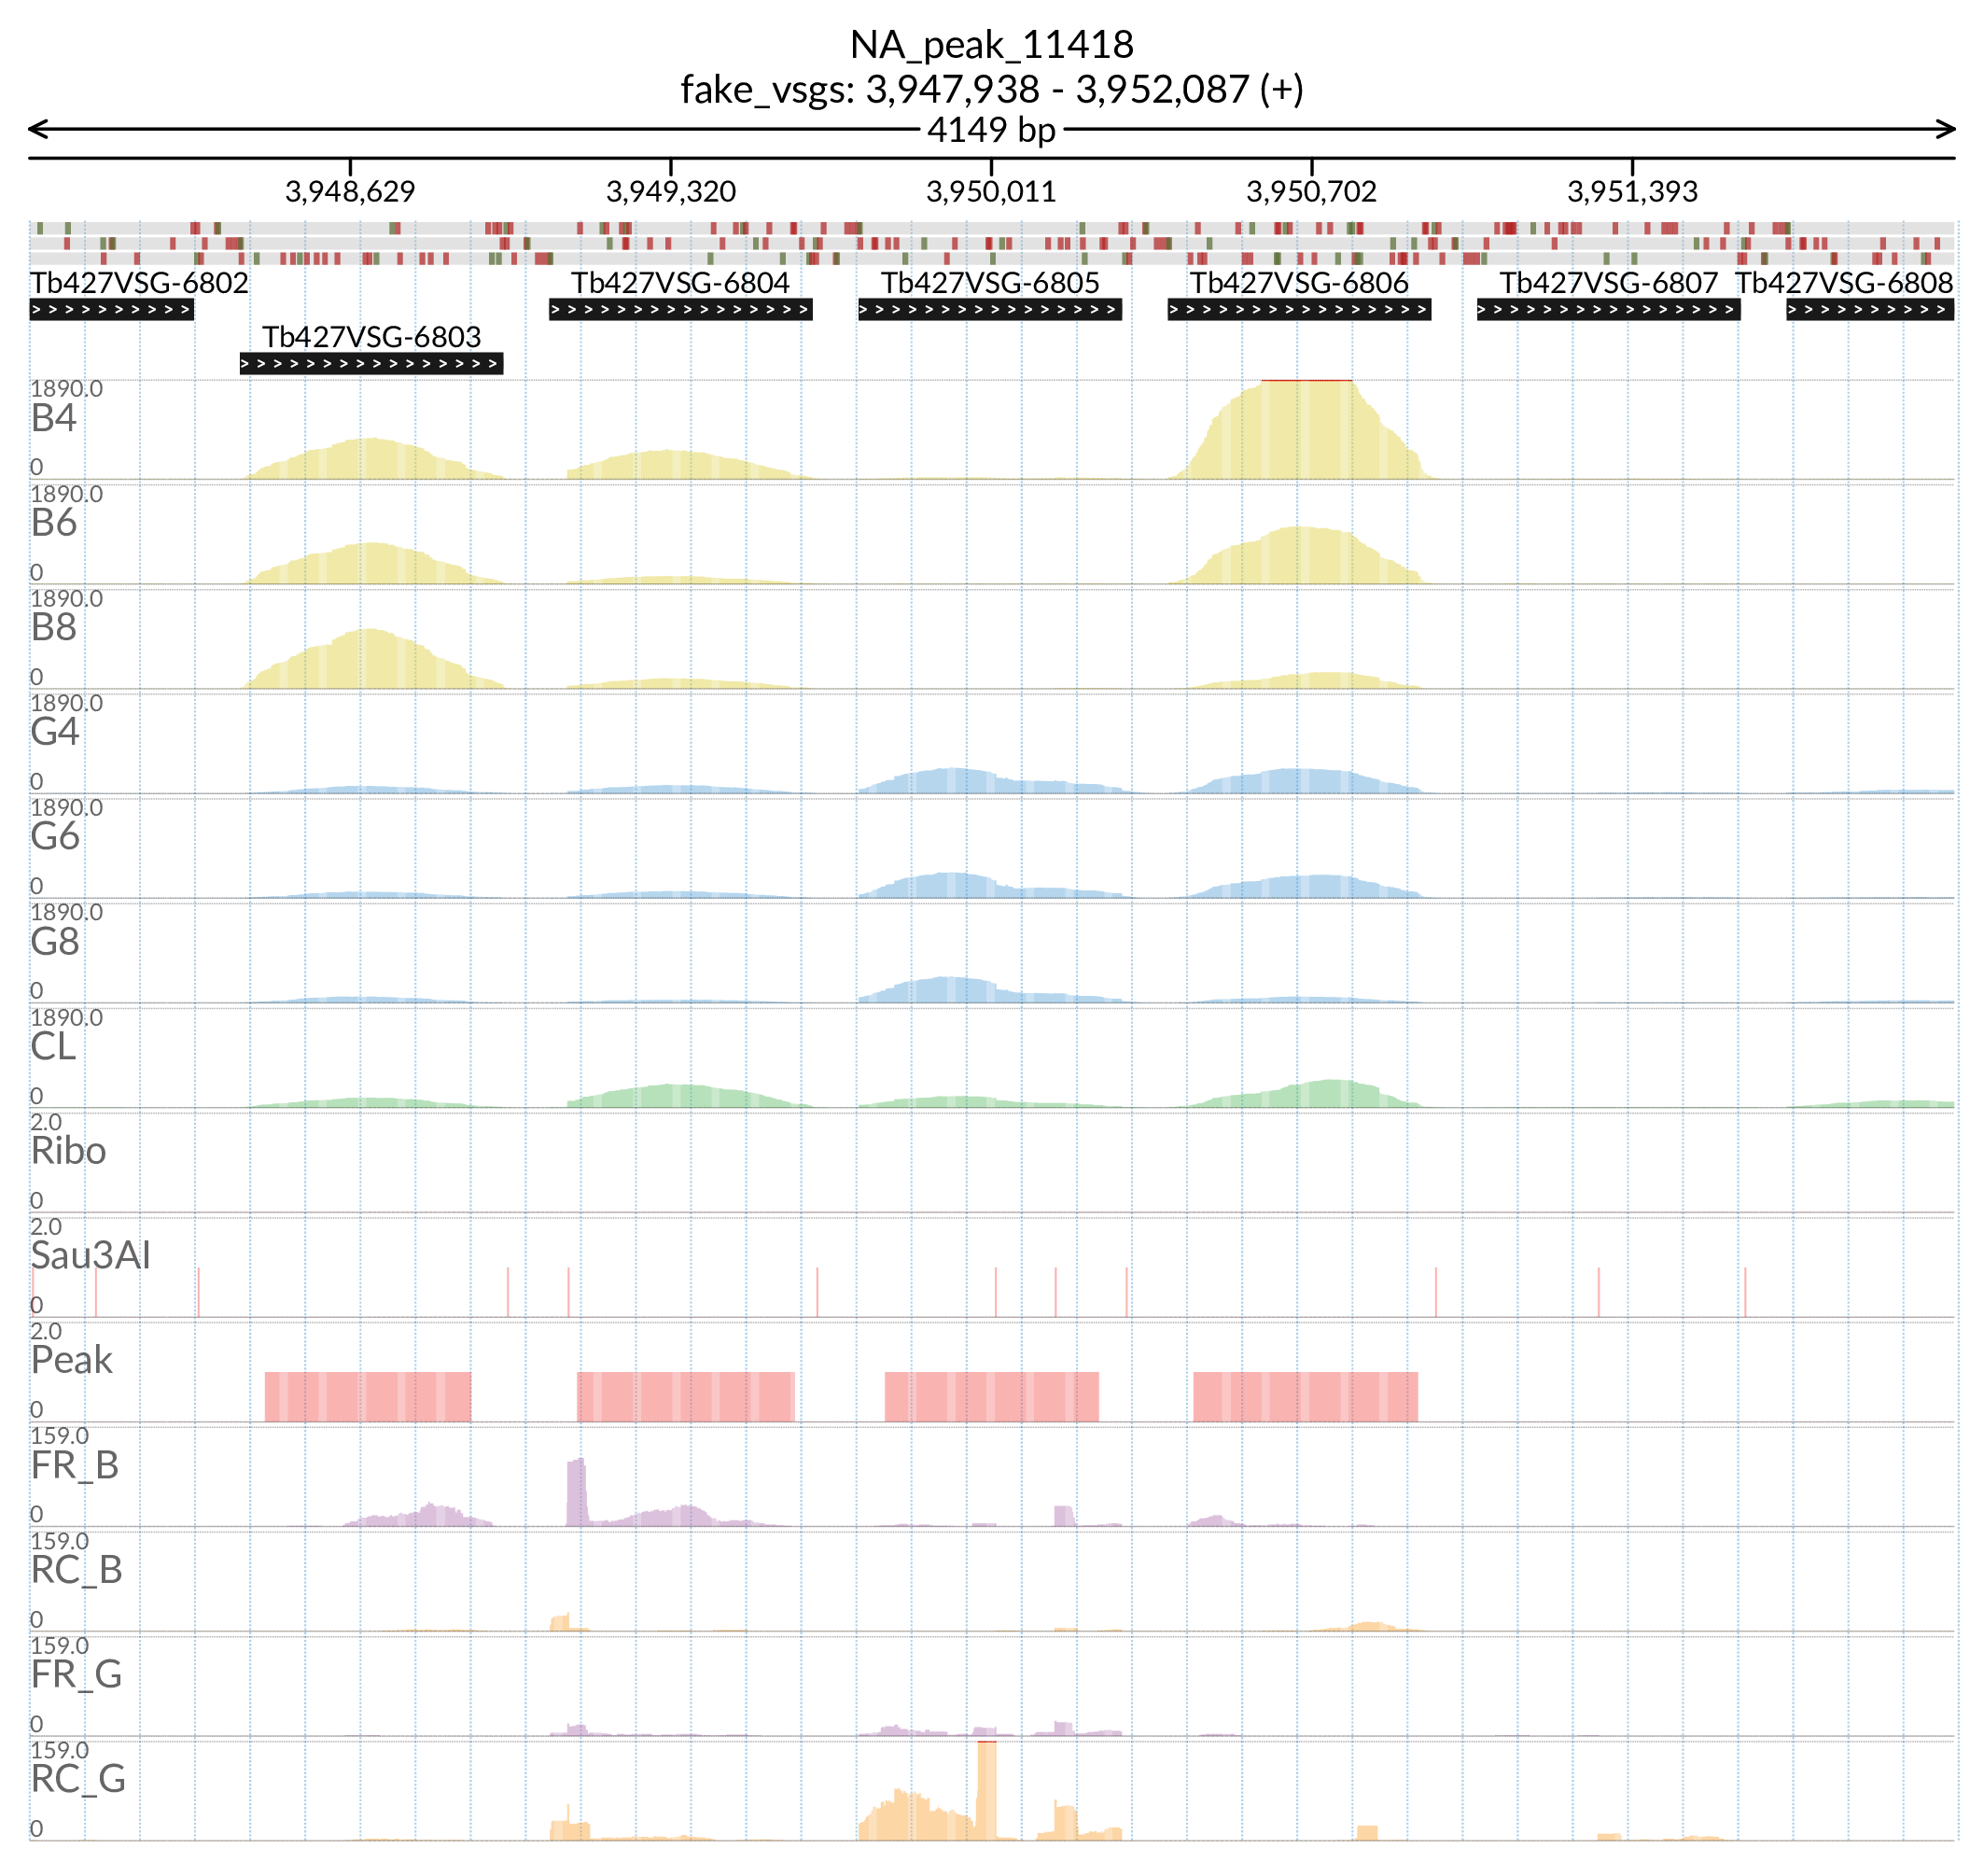 NA_peak_11418
fake_vsgs: 3,947,938 - 3,952,087 (+)
4149 bp
3,948,629 3,949,320 3,950,011 3,950,702 3,951,393
Tb427VSG-6802 Tb427VSG-6804 Tb427VSG-6805 Tb427VSG-6806 Tb427VSG-6807 Tb427VSG-6808
Tb427VSG-6803
1890.0
B4
0
1890.0
B6
0
1890.0
B8
0
1890.0
G4
0
1890.0
G6
0
1890.0
G8
0
1890.0
CL
0
2.0
Ribo
0
2.0
Sau3AI
0
2.0
Peak
0
159.0
FR_B
0
159.0
RC_B
0
159.0
FR_G
0
159.0
RC_G
0